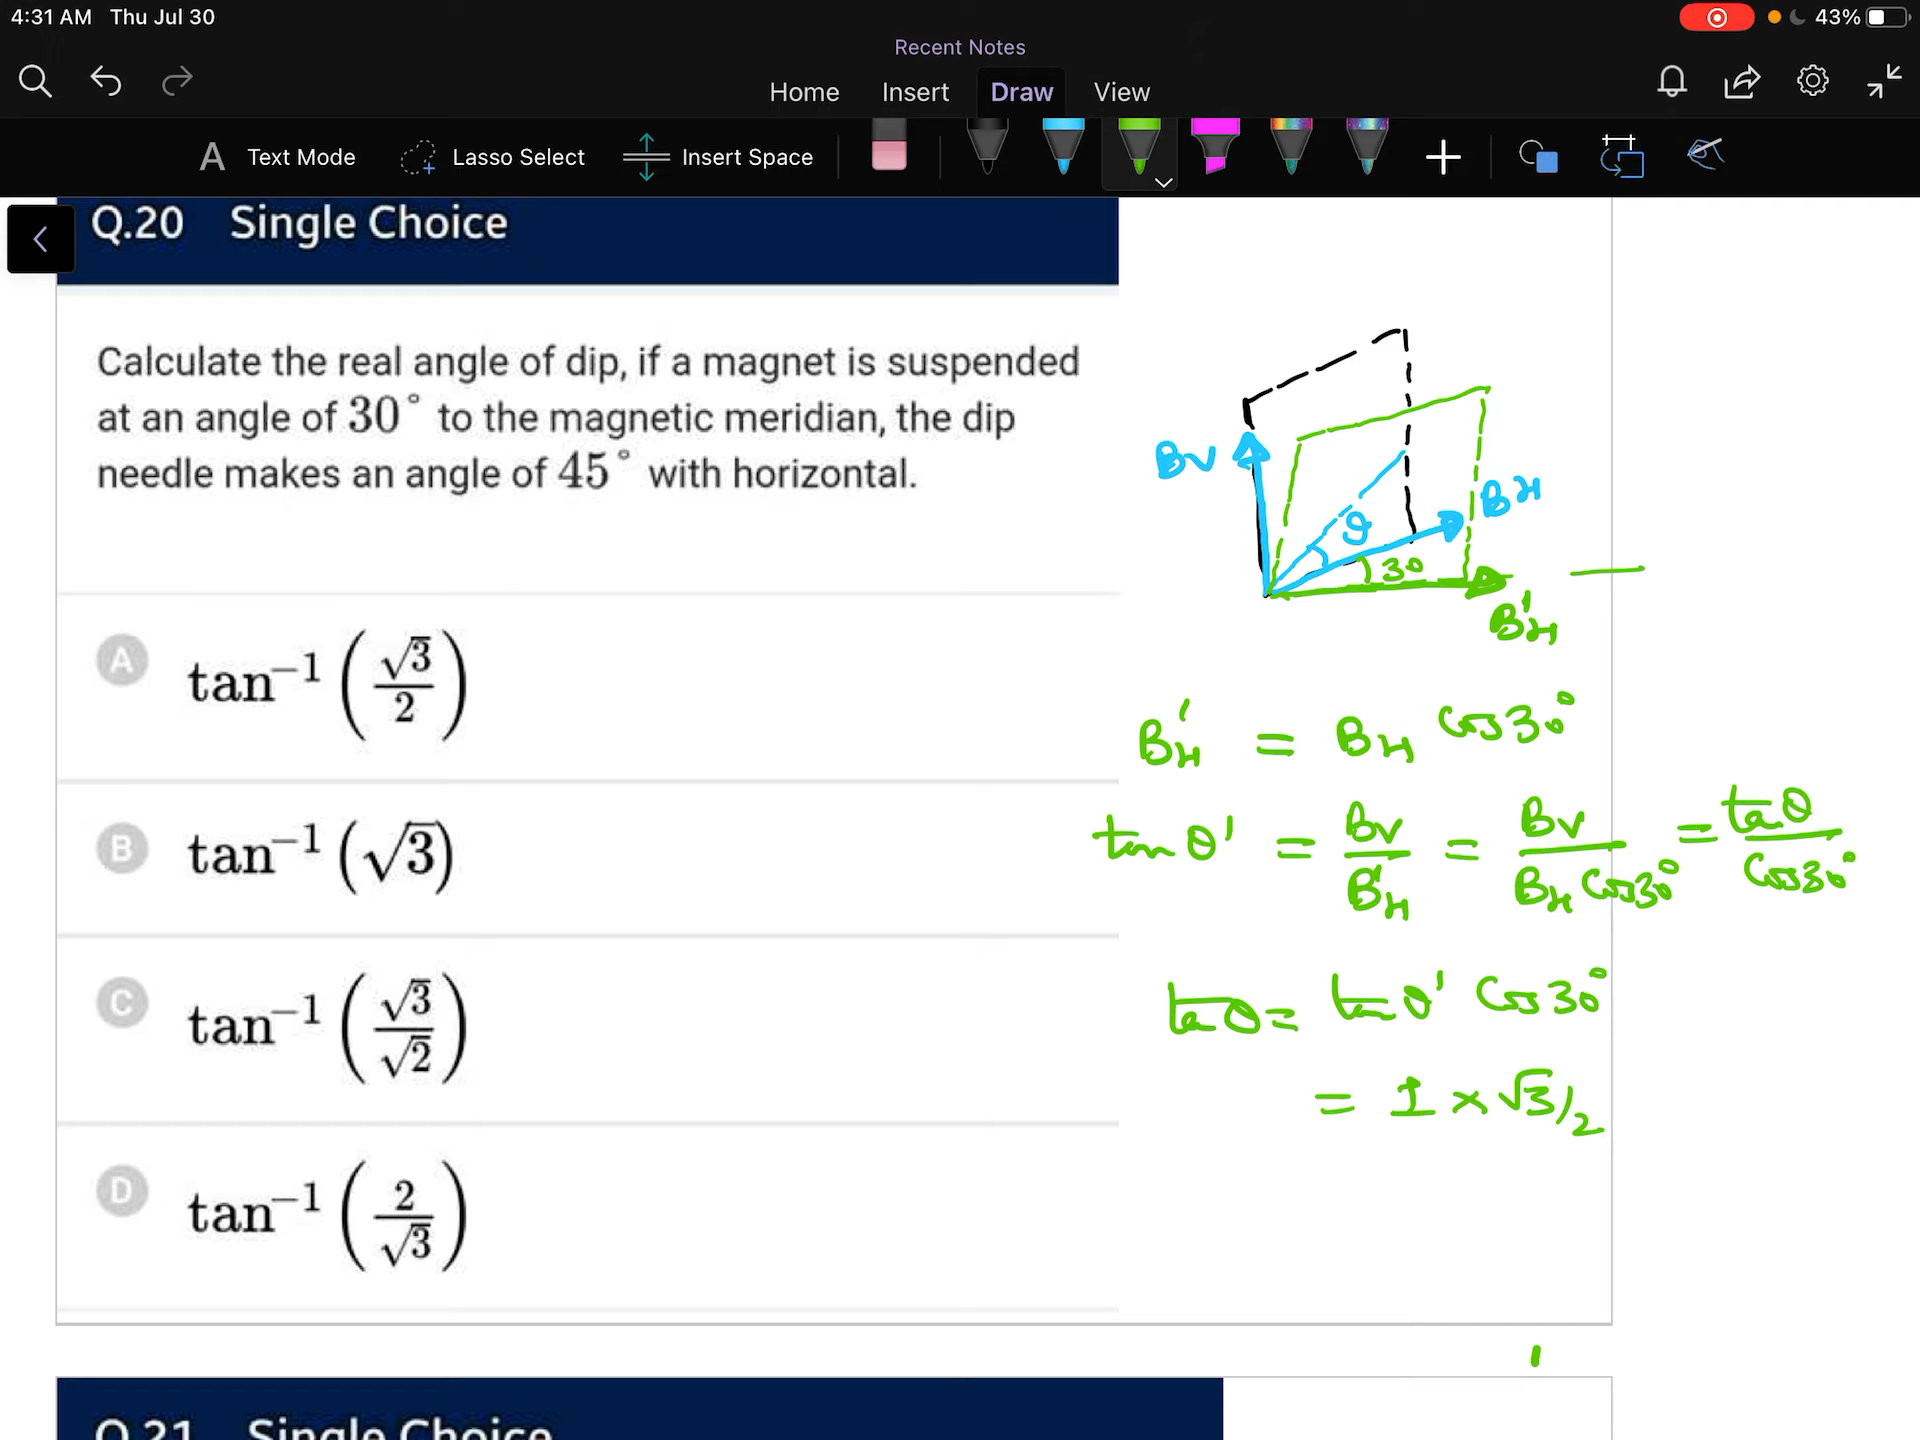 4:31 AM Thu Jul 30
43%
Recent Notes
Home Insert Draw View
Text Mode Lasso Select Insert Space
Q.20 Single Choice
Calculate the real angle of dip, if a magnet is suspended
at an angle of 30° to the magnetic meridian, the dip
needle makes an angle of 45° with horizontal.
A tan⁻¹ (√3/2)
B tan⁻¹ (√3)
C tan⁻¹ (√3/√2)
D tan⁻¹ (2/√3)
Bv
BH
θ
30
B'H
B'H = BH cos30°
tan θ' = Bv/B'H = Bv/BH cos30° = tanθ/cos30°
tanθ = tan θ' cos30°
= 1 × √3/2
Q.21 Single Choice